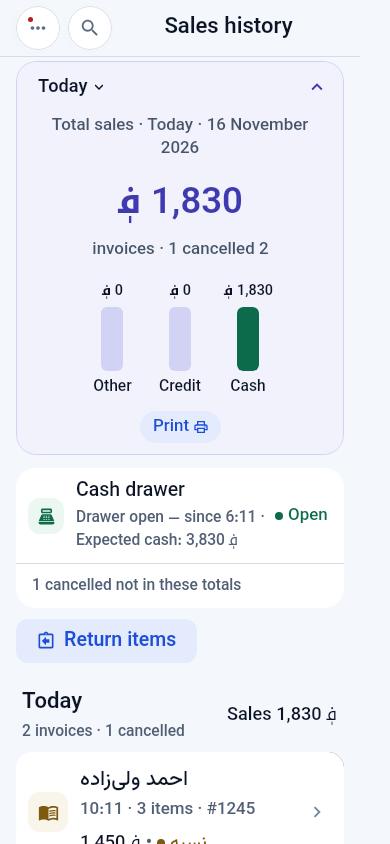 Sales history
Today
Total sales · Today · 16 November
2026
؋ 1,830
invoices · 1 cancelled 2
؋ 0
؋ 0
؋ 1,830
Other
Credit
Cash
Print
Cash drawer
Drawer open — since 6:11 ·
Expected cash: 3,830 ؋
Open
1 cancelled not in these totals
Return items
Today
Sales 1,830 ؋
2 invoices · 1 cancelled
احمد ولی‌زاده
10:11 · 3 items · #1245
1,450 ؋ • نسیه